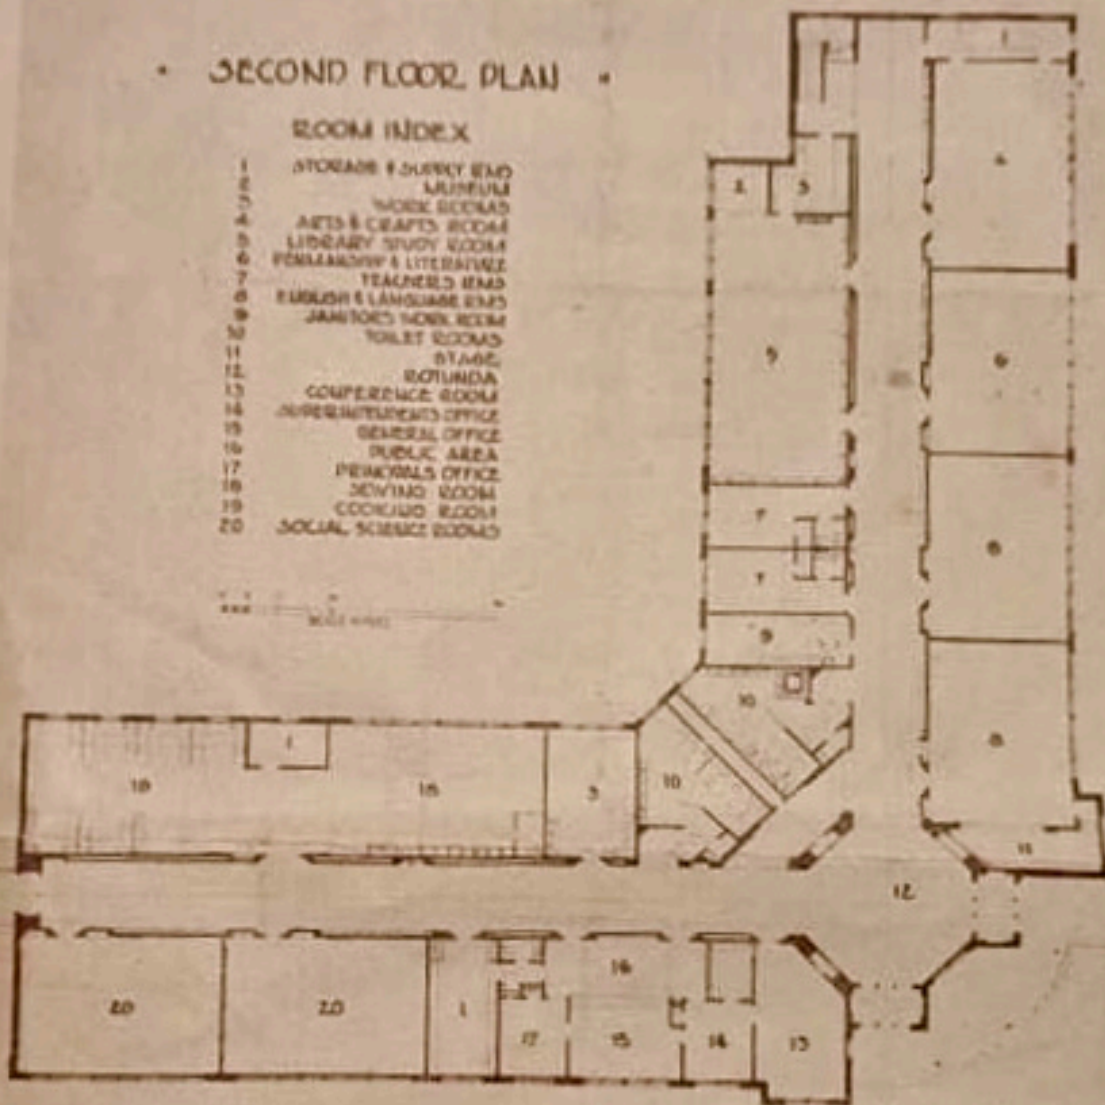 SECOND FLOOR PLAN
ROOM INDEX
1 STORAGE & SUPPLY RMS
2 MUSEUM
3 WORK ROOMS
4 ARTS & CRAFTS ROOM
5 LIBRARY STUDY ROOM
6 PENMANSHIP & LITERATURE
7 TEACHERS RMS
8 ENGLISH & LANGUAGE RMS
9 JANITORS WORK ROOM
10 TOILET ROOMS
11 STAGE
12 ROTUNDA
13 CONFERENCE ROOM
14 SUPERINTENDENTS OFFICE
15 GENERAL OFFICE
16 PUBLIC AREA
17 PRINCIPALS OFFICE
18 SEWING ROOM
19 COOKING ROOM
20 SOCIAL SCIENCE ROOMS
1
4
2 3
5 6
7 8
7
9
10 8
1
18 3 10
11
12
16
20 20 1 17 15 14 13